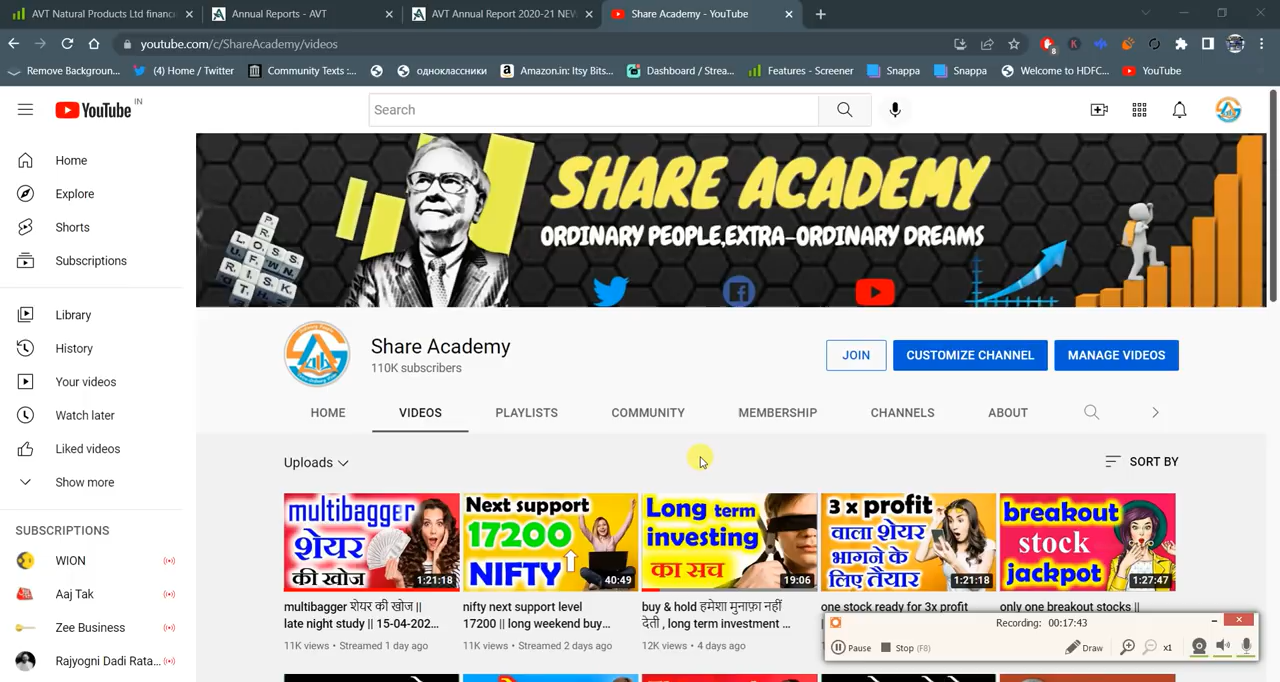 AVT Natural Products Ltd financ
Annual Reports - AVT
AVT Annual Report 2020-21 NEW
Share Academy - YouTube
youtube.com/c/ShareAcademy/videos
8
K
Remove Backgroun...
(4) Home / Twitter
Community Texts :...
одноклассники
Amazon.in: Itsy Bits...
Dashboard / Strea...
Features - Screener
Snappa
Snappa
Welcome to HDFC...
YouTube
YouTube IN
Search
Home
Explore
Shorts
Subscriptions
Library
History
Your videos
Watch later
Liked videos
Show more
SUBSCRIPTIONS
WION
Aaj Tak
Zee Business
Rajyogni Dadi Rata...
SHARE ACADEMY
ORDINARY PEOPLE,EXTRA-ORDINARY DREAMS
Share Academy
110K subscribers
JOIN
CUSTOMIZE CHANNEL
MANAGE VIDEOS
HOME
VIDEOS
PLAYLISTS
COMMUNITY
MEMBERSHIP
CHANNELS
ABOUT
Uploads
SORT BY
multibagger
शेयर
की खोज
1:21:18
multibagger शेयर की खोज ||
late night study || 15-04-202...
11K views • Streamed 1 day ago
Next support
17200
NIFTY
40:49
nifty next support level
17200 || long weekend buy...
11K views • Streamed 2 days ago
Long term
investing
का सच
19:06
buy & hold हमेशा मुनाफ़ा नहीं
देती , long term investment ...
12K views • 4 days ago
3 x profit
वाला शेयर
भागने के
लिए तैयार
1:21:18
one stock ready for 3x profit
breakout
stock
jackpot
1:27:47
only one breakout stocks ||
Recording: 00:17:43
Pause
Stop (F8)
Draw
x1